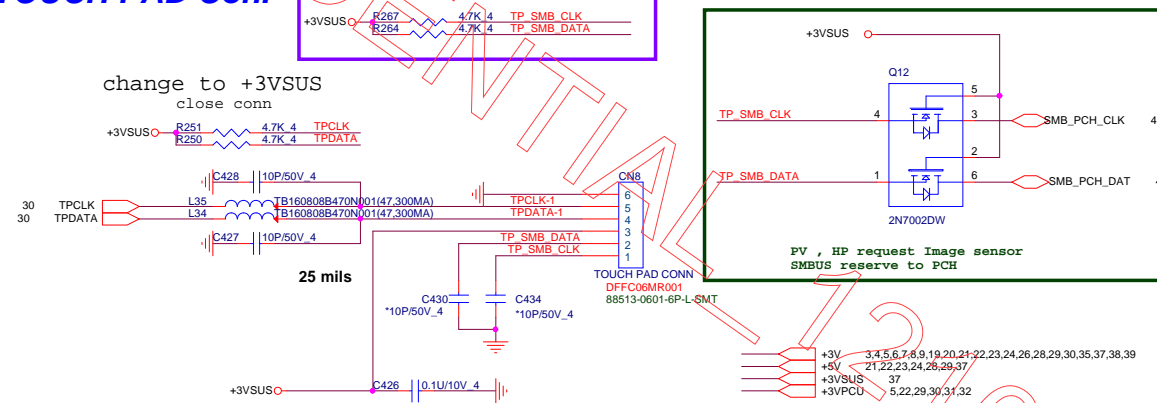 TOUCH PAD Conn
+3VSUS
R267 4.7K_4 TP_SMB_CLK
R264 4.7K_4 TP_SMB_DATA
change to +3VSUS
close conn
+3VSUS
R251 4.7K_4 TPCLK
R250 4.7K_4 TPDATA
C428 10P/50V_4
30 TPCLK L35 TB160808B470N001(47,300MA) TPCLK-1
30 TPDATA L34 TB160808B470N001(47,300MA) TPDATA-1
C427 10P/50V_4
25 mils
TP_SMB_DATA
TP_SMB_CLK
CN8
6
5
4
3
2
1
TOUCH PAD CONN
DFFC06MR001
88513-0601-6P-L-SMT
C430
*10P/50V_4
C434
*10P/50V_4
+3VSUS C426 0.1U/10V_4
+3VSUS
Q12
5
TP_SMB_CLK 4 3 SMB_PCH_CLK 4
2
TP_SMB_DATA 1 6 SMB_PCH_DAT
2N7002DW
PV , HP request Image sensor
SMBUS reserve to PCH
+3V 3,4,5,6,7,8,9,19,20,21,22,23,24,26,28,29,30,35,37,38,39
+5V 21,22,23,24,28,29,37
+3VSUS 37
+3VPCU 5,22,29,30,31,32